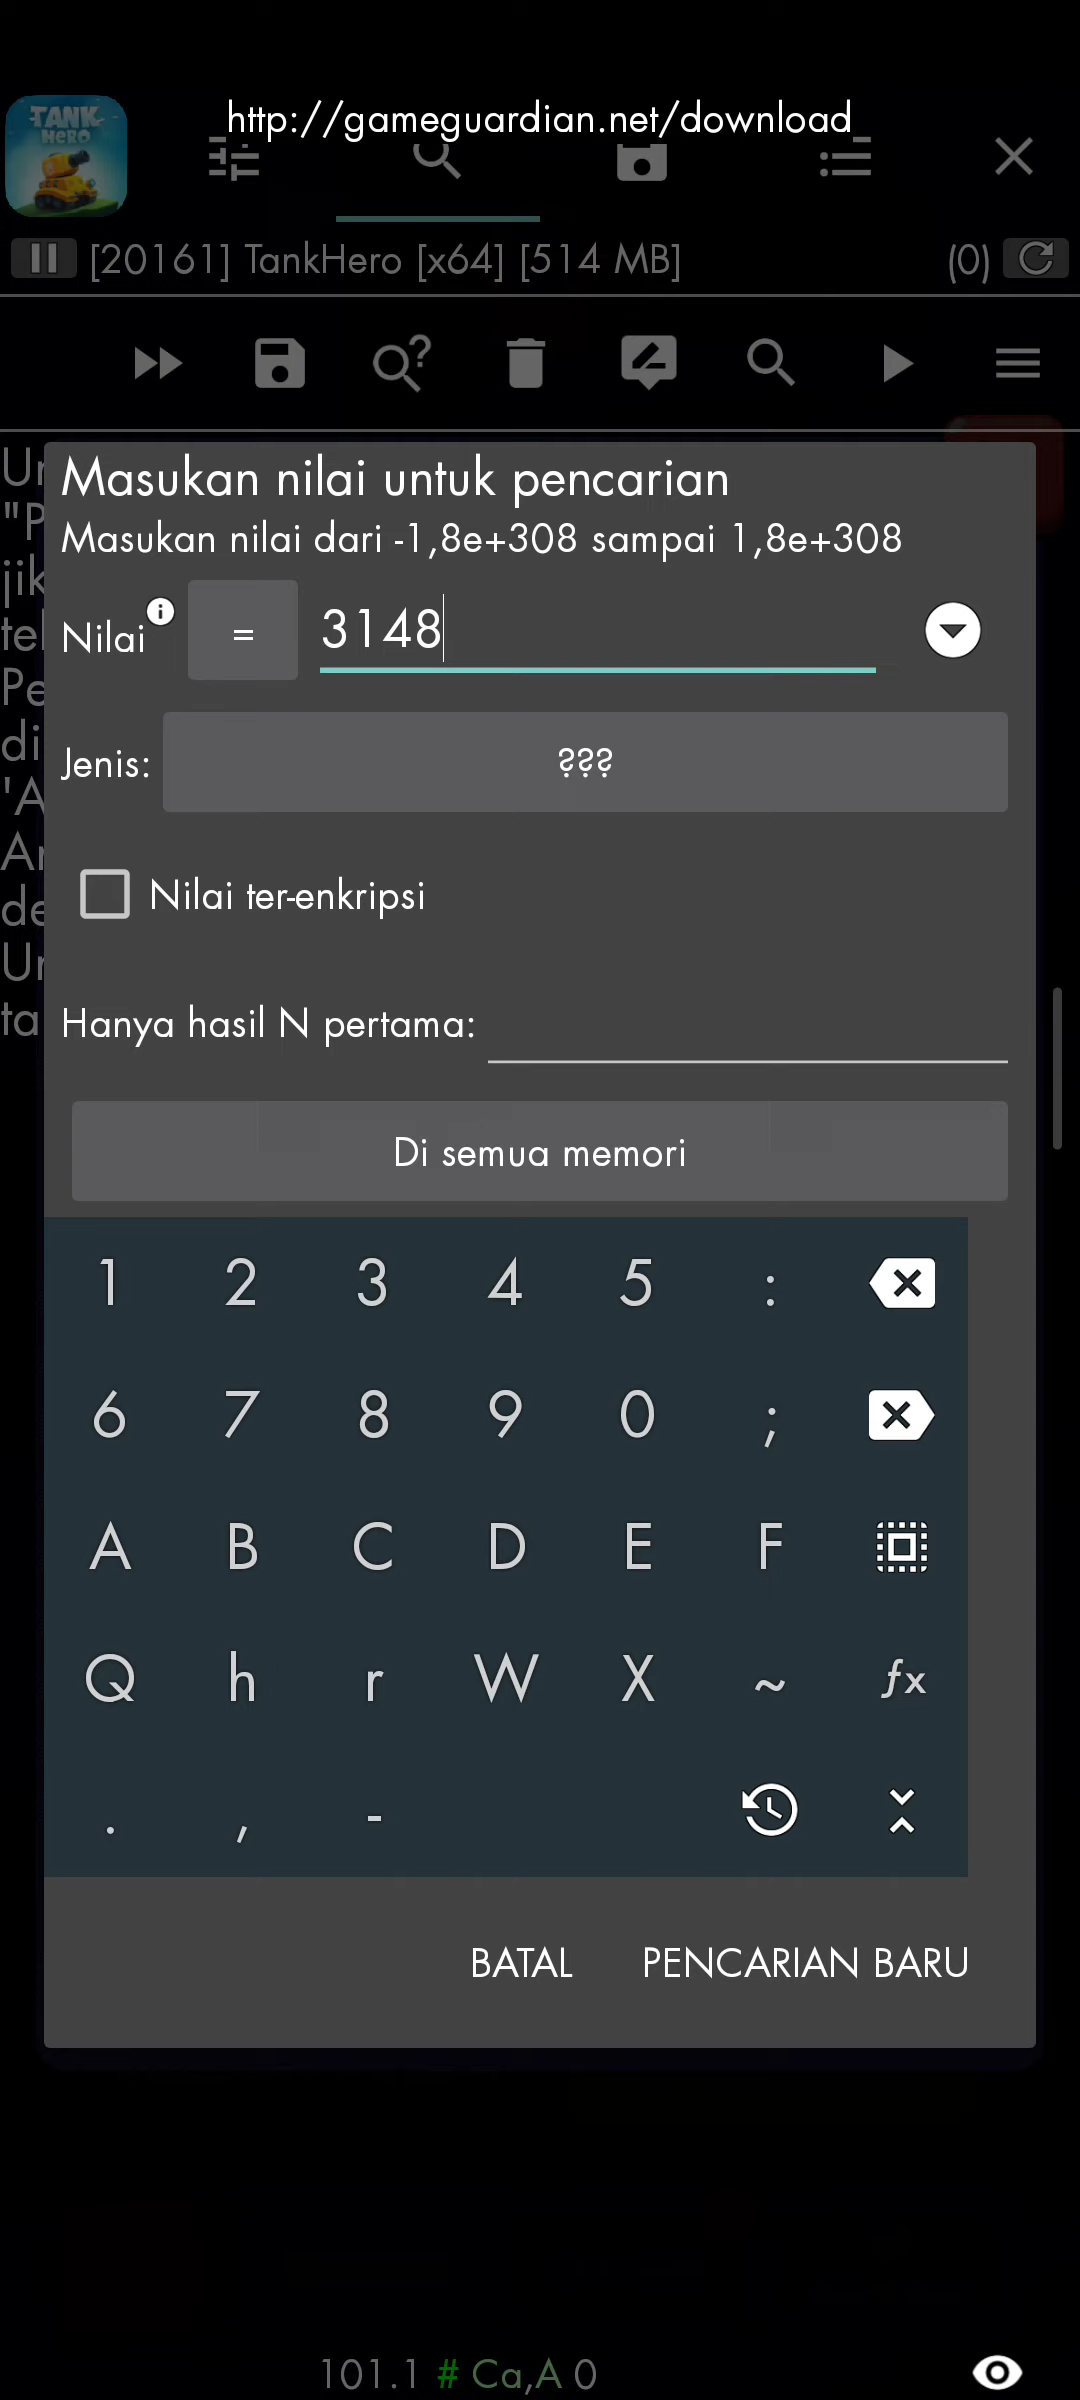 TANK
HERO
http://gameguardian.net/download
[20161] TankHero [x64] [514 MB]
(0)
?
Masukan nilai untuk pencarian
Masukan nilai dari -1,8e+308 sampai 1,8e+308
Nilai
i
=
3148
Jenis:
???
Nilai ter-enkripsi
Hanya hasil N pertama:
Di semua memori
1 2 3 4 5 :
6 7 8 9 0 ;
A B C D E F
Q h r W X ~ ƒx
. , -
BATAL PENCARIAN BARU
101.1 # Ca,A 0